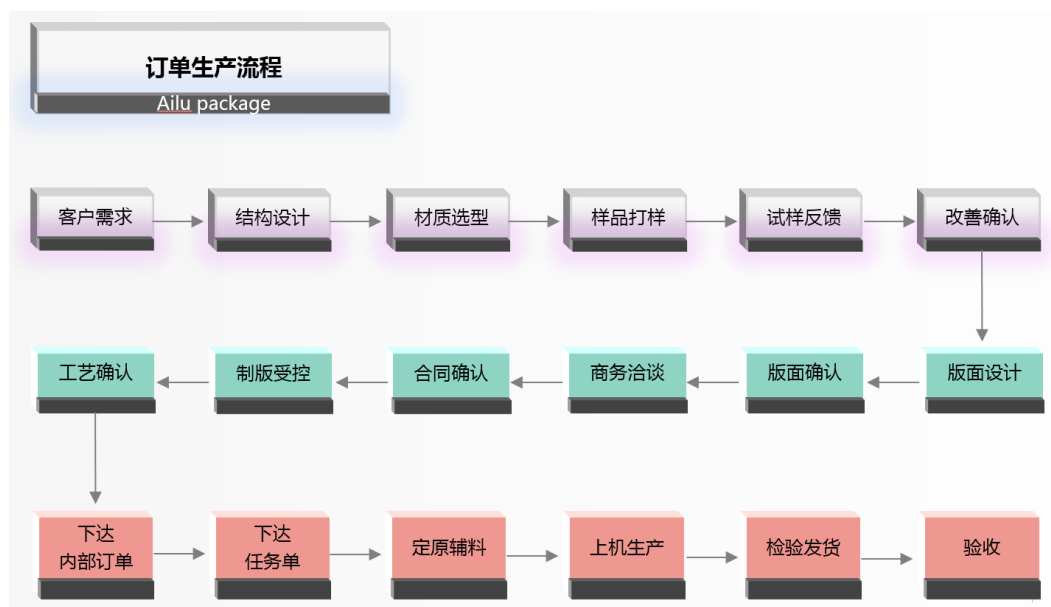 订单生产流程
Ailu package
客户需求
结构设计
材质选型
样品打样
试样反馈
改善确认
工艺确认
制版受控
合同确认
商务洽谈
版面确认
版面设计
下达
内部订单
下达
任务单
定原辅料
上机生产
检验发货
验收